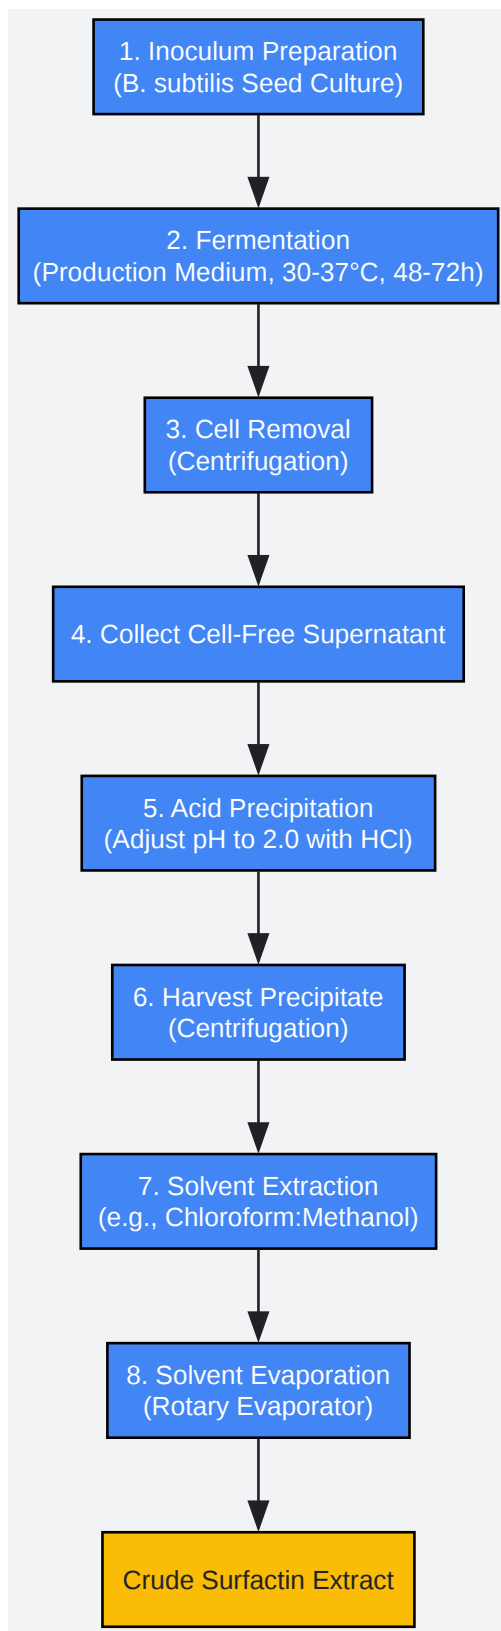 1. Inoculum Preparation
(B. subtilis Seed Culture)
2. Fermentation
(Production Medium, 30-37°C, 48-72h)
3. Cell Removal
(Centrifugation)
4. Collect Cell-Free Supernatant
5. Acid Precipitation
(Adjust pH to 2.0 with HCl)
6. Harvest Precipitate
(Centrifugation)
7. Solvent Extraction
(e.g., Chloroform:Methanol)
8. Solvent Evaporation
(Rotary Evaporator)
Crude Surfactin Extract